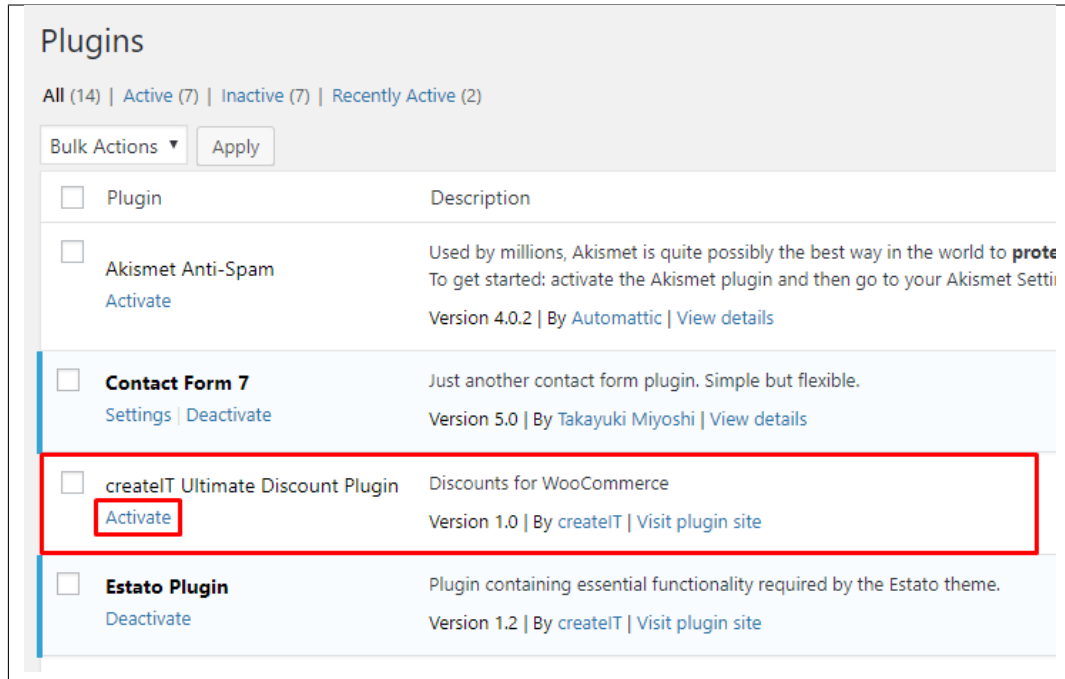 Plugins
All (14) | Active (7) | Inactive (7) | Recently Active (2)
Bulk Actions Apply
Plugin Description
Akismet Anti-Spam
Activate
Used by millions, Akismet is quite possibly the best way in the world to prote
To get started: activate the Akismet plugin and then go to your Akismet Setti
Version 4.0.2 | By Automattic | View details
Contact Form 7
Settings | Deactivate
Just another contact form plugin. Simple but flexible.
Version 5.0 | By Takayuki Miyoshi | View details
createIT Ultimate Discount Plugin
Activate
Discounts for WooCommerce
Version 1.0 | By createIT | Visit plugin site
Estato Plugin
Deactivate
Plugin containing essential functionality required by the Estato theme.
Version 1.2 | By createIT | Visit plugin site